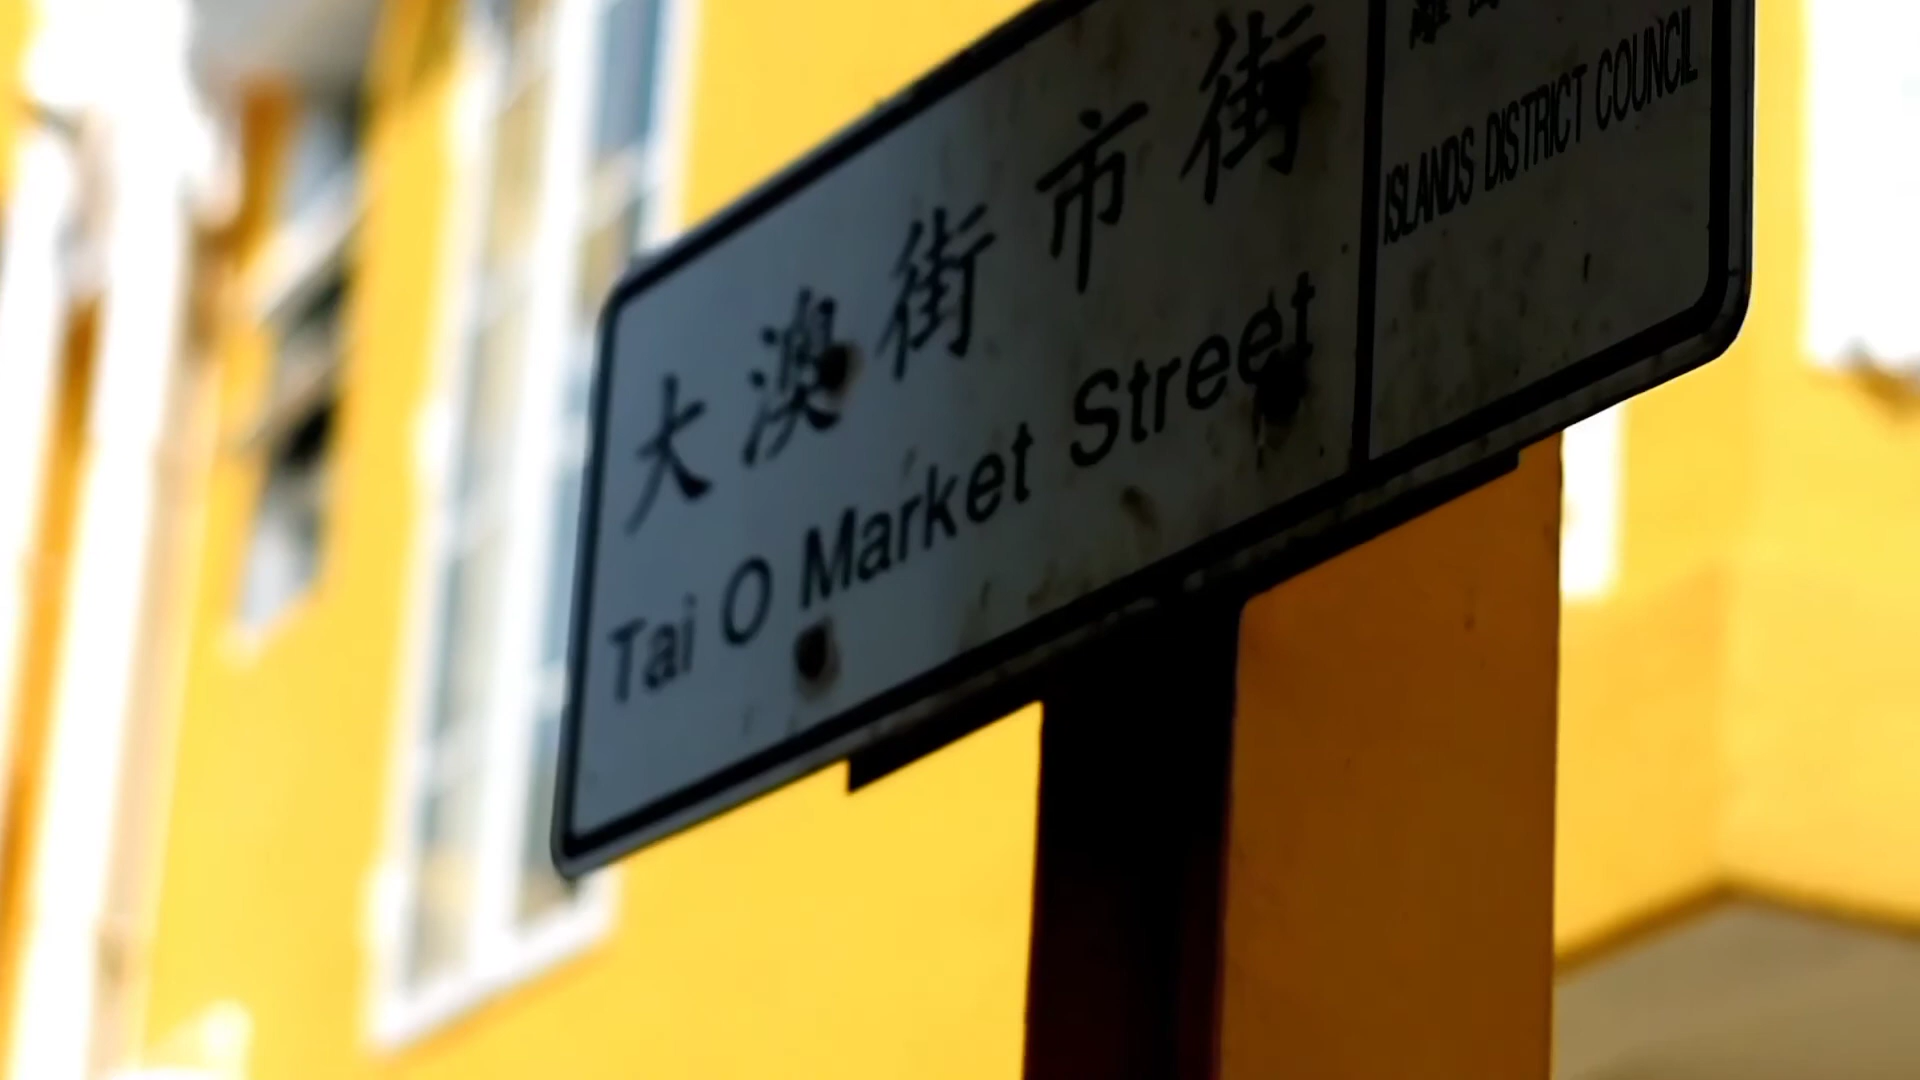 大澳街市街
Tai O Market Street
ISLANDS DISTRICT COUNCIL